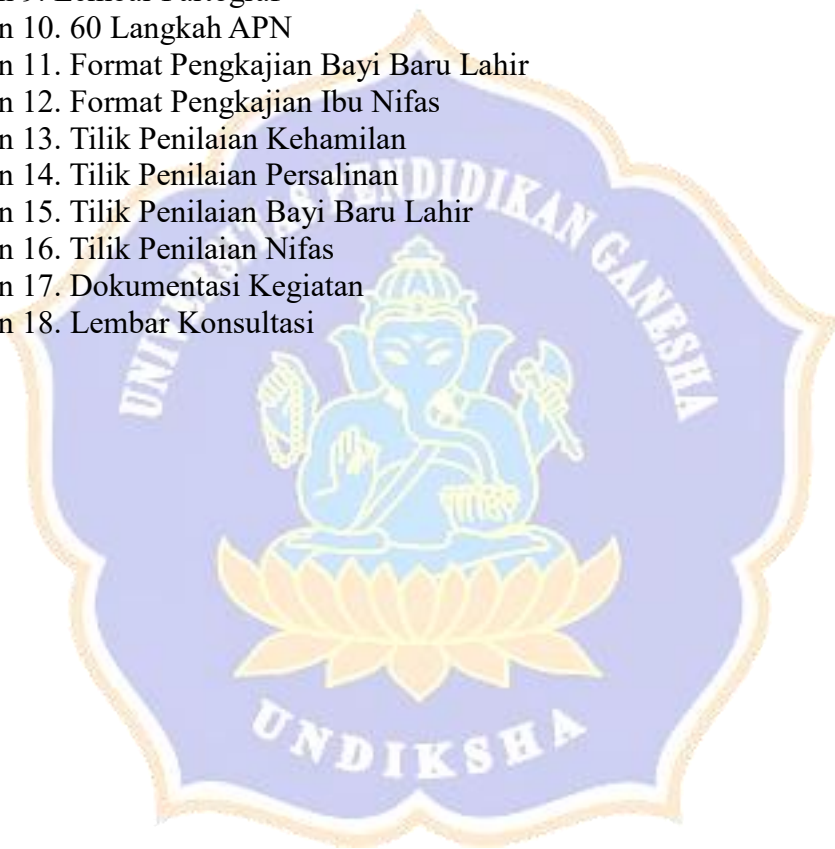 n 10. 60 Langkah APN
n 11. Format Pengkajian Bayi Baru Lahir
n 12. Format Pengkajian Ibu Nifas
n 13. Tilik Penilaian Kehamilan
n 14. Tilik Penilaian Persalinan
n 15. Tilik Penilaian Bayi Baru Lahir
n 16. Tilik Penilaian Nifas
n 17. Dokumentasi Kegiatan
n 18. Lembar Konsultasi
UNIVERSITAS PENDIDIKAN GANESHA
UNDIKSHA